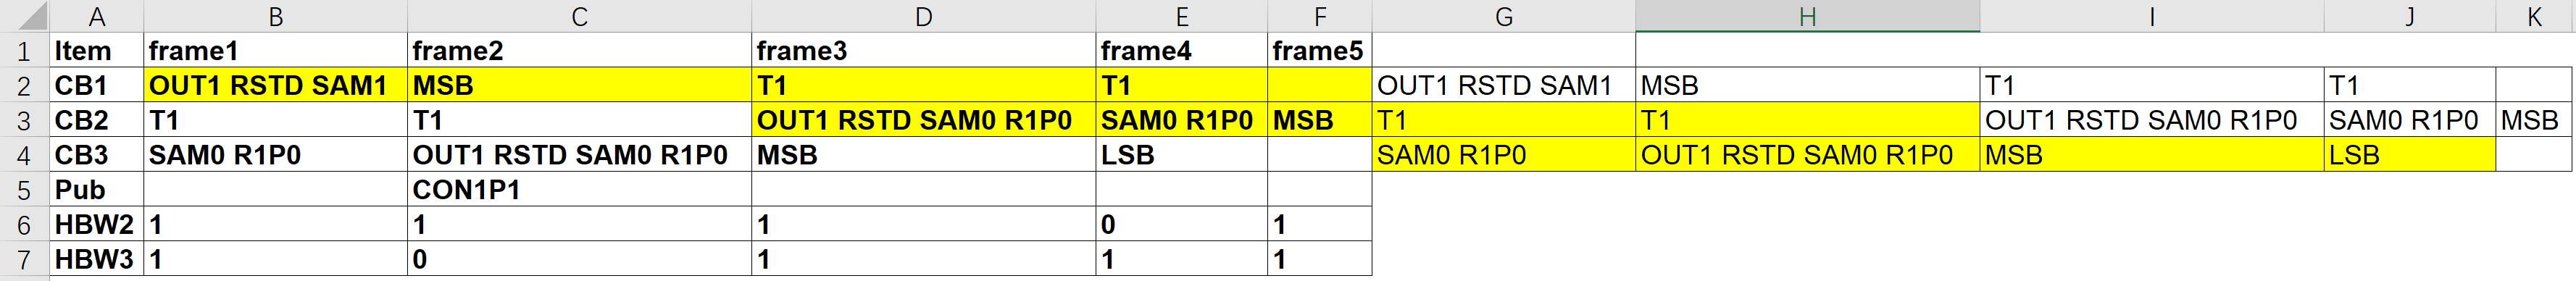 A B C D E F G H I J K
1 Item frame1 frame2 frame3 frame4 frame5
2 CB1 OUT1 RSTD SAM1 MSB T1 T1 OUT1 RSTD SAM1 MSB T1 T1
3 CB2 T1 T1 OUT1 RSTD SAM0 R1P0 SAM0 R1P0 MSB T1 T1 OUT1 RSTD SAM0 R1P0 SAM0 R1P0 MSB
4 CB3 SAM0 R1P0 OUT1 RSTD SAM0 R1P0 MSB LSB SAM0 R1P0 OUT1 RSTD SAM0 R1P0 MSB LSB
5 Pub CON1P1
6 HBW2 1 1 1 0 1
7 HBW3 1 0 1 1 1